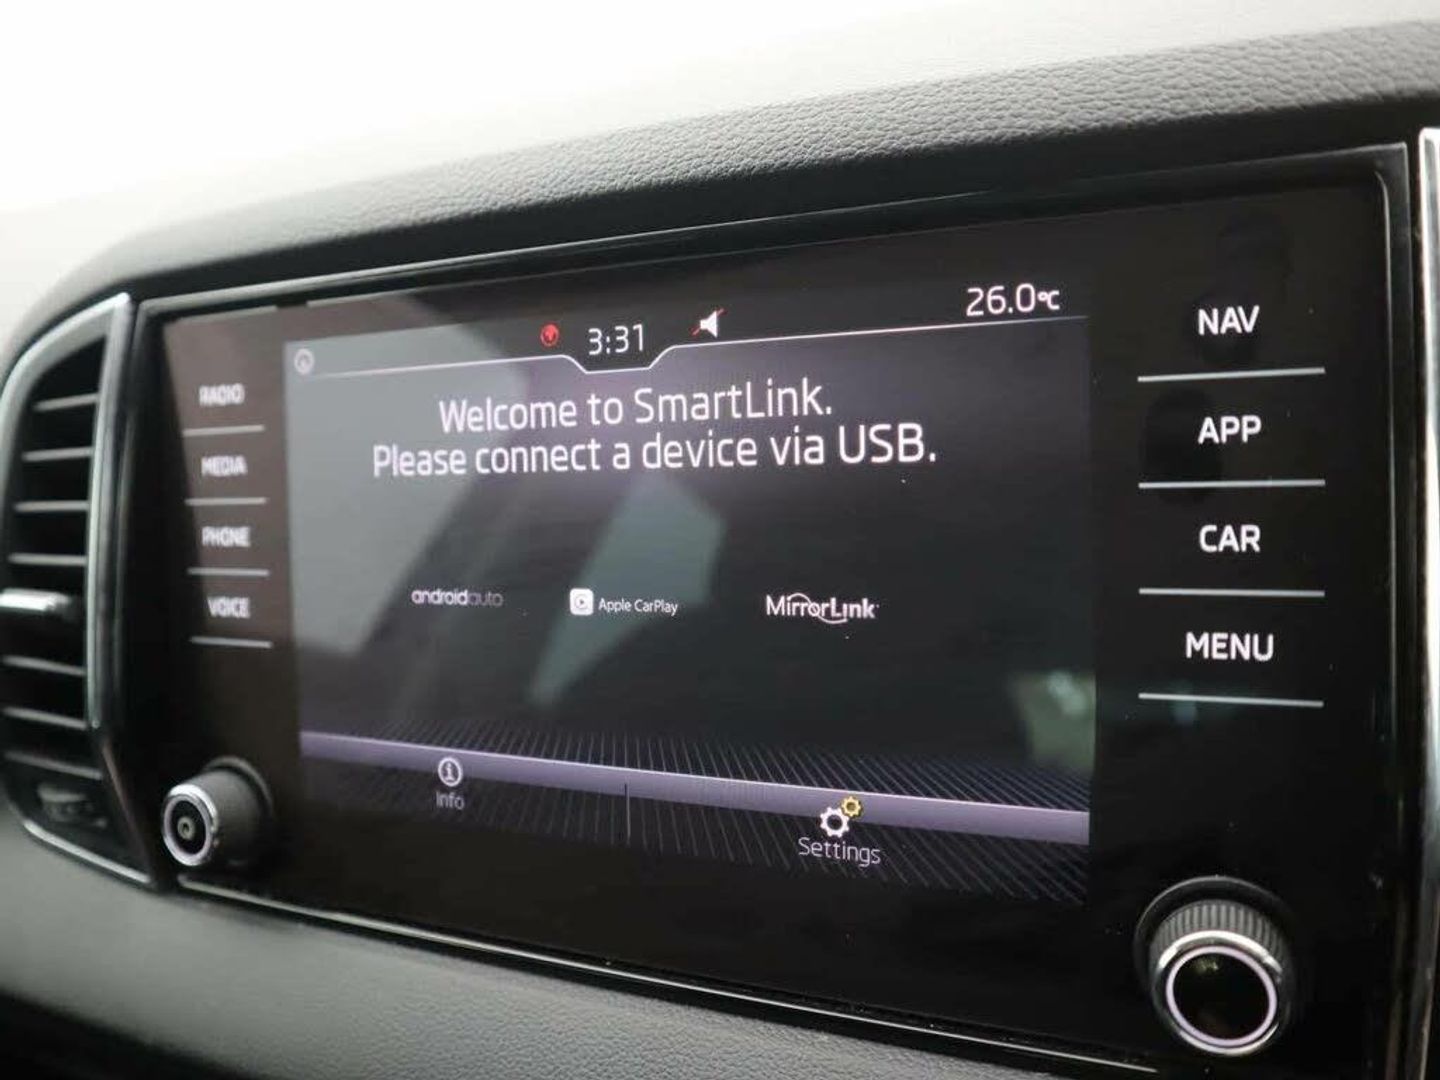 3:31
26.0°C
Welcome to SmartLink.
Please connect a device via USB.
androidauto
Apple CarPlay
MirrorLink
Info
Settings
RADIO
MEDIA
PHONE
VOICE
NAV
APP
CAR
MENU